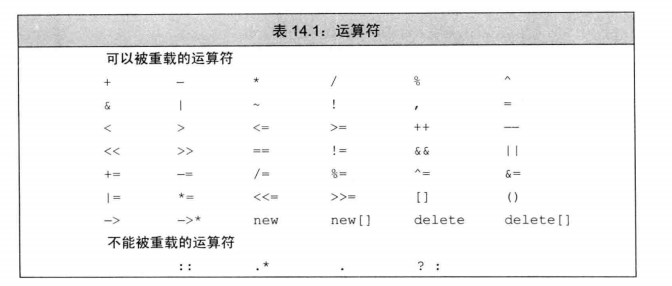 表 14.1：运算符
可以被重载的运算符
+ − * / % ^
& | ~ ! , =
< > <= >= ++ −−
<< >> == != && ||
+= −= /= %= ^= &=
|= *= <<= >>= [] ()
−> −>* new new[] delete delete[]
不能被重载的运算符
:: .* . ? :